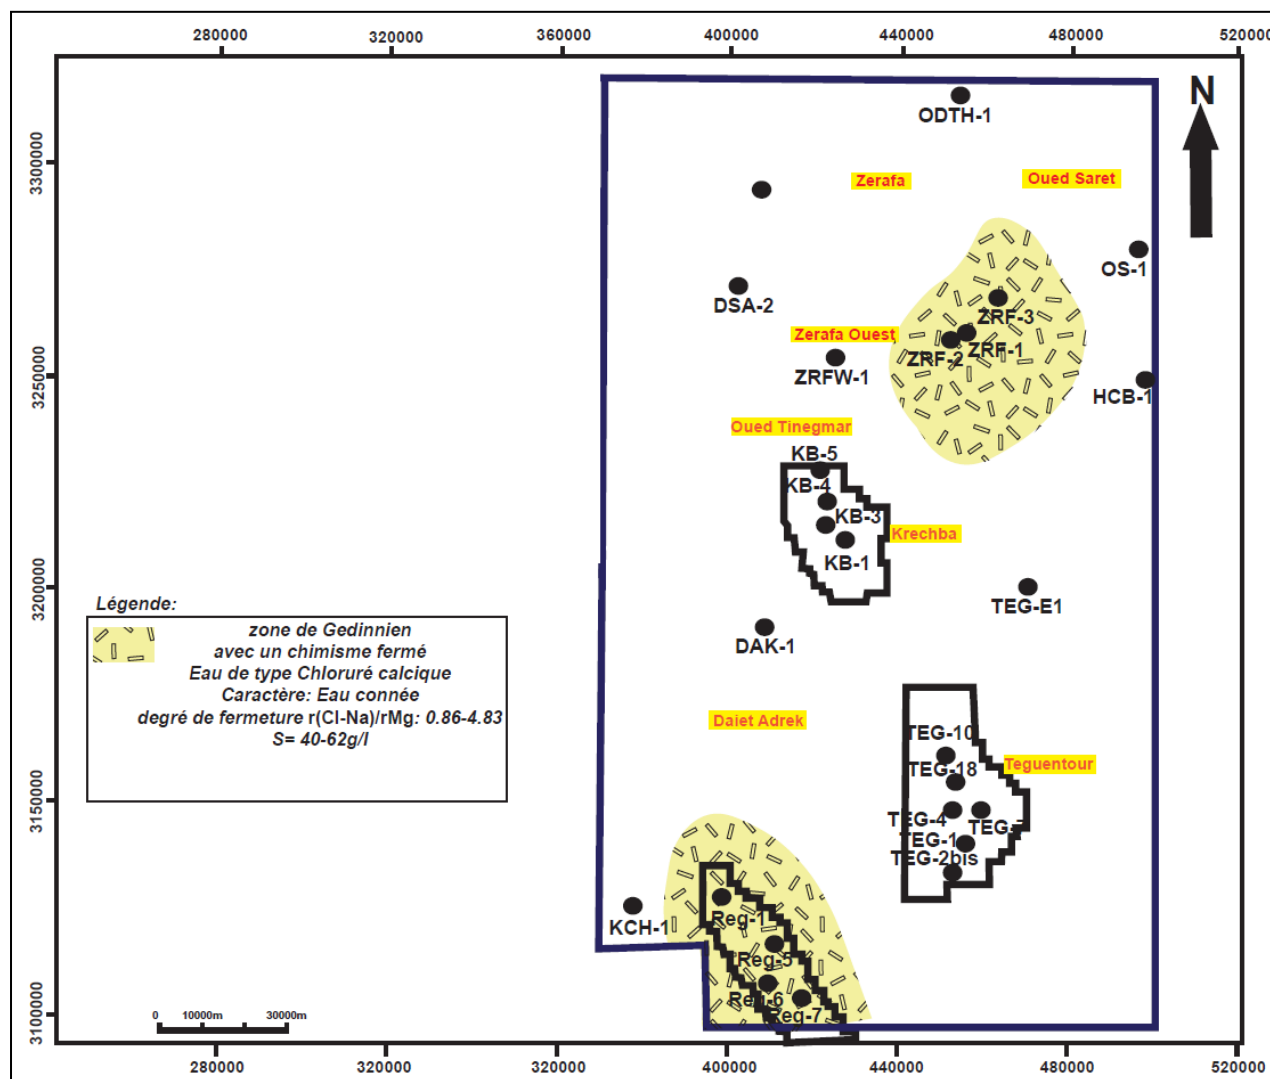 280000 320000 360000 400000 440000 480000 520000
N
ODTH-1
3300000
Zerafa
Oued Saret
OS-1
DSA-2
ZRF-3
Zerafa Ouest
ZRF-2
ZRF-1
ZRFW-1
3250000
HCB-1
Oued Tinegmar
KB-5
KB-4
KB-3
Krechba
KB-1
3200000
TEG-E1
Légende:
zone de Gedinnien
avec un chimisme fermé
Eau de type Chloruré calcique
Caractère: Eau connée
degré de fermeture r(Cl-Na)/rMg: 0.86-4.83
S= 40-62g/l
DAK-1
Daiet Adrek
TEG-10
Teguentour
TEG-18
3150000
TEG-4
TEG-
TEG-1
TEG-2bis
KCH-1
Reg-1
Reg-5
Reg-6
Reg-7
3100000
0 10000m 30000m
280000 320000 320000 400000 440000 480000 520000